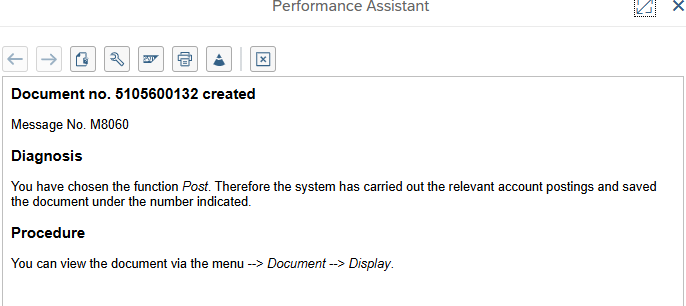 Performance Assistant
Document no. 5105600132 created
Message No. M8060
Diagnosis
You have chosen the function Post. Therefore the system has carried out the relevant account postings and saved
the document under the number indicated.
Procedure
You can view the document via the menu --> Document --> Display.